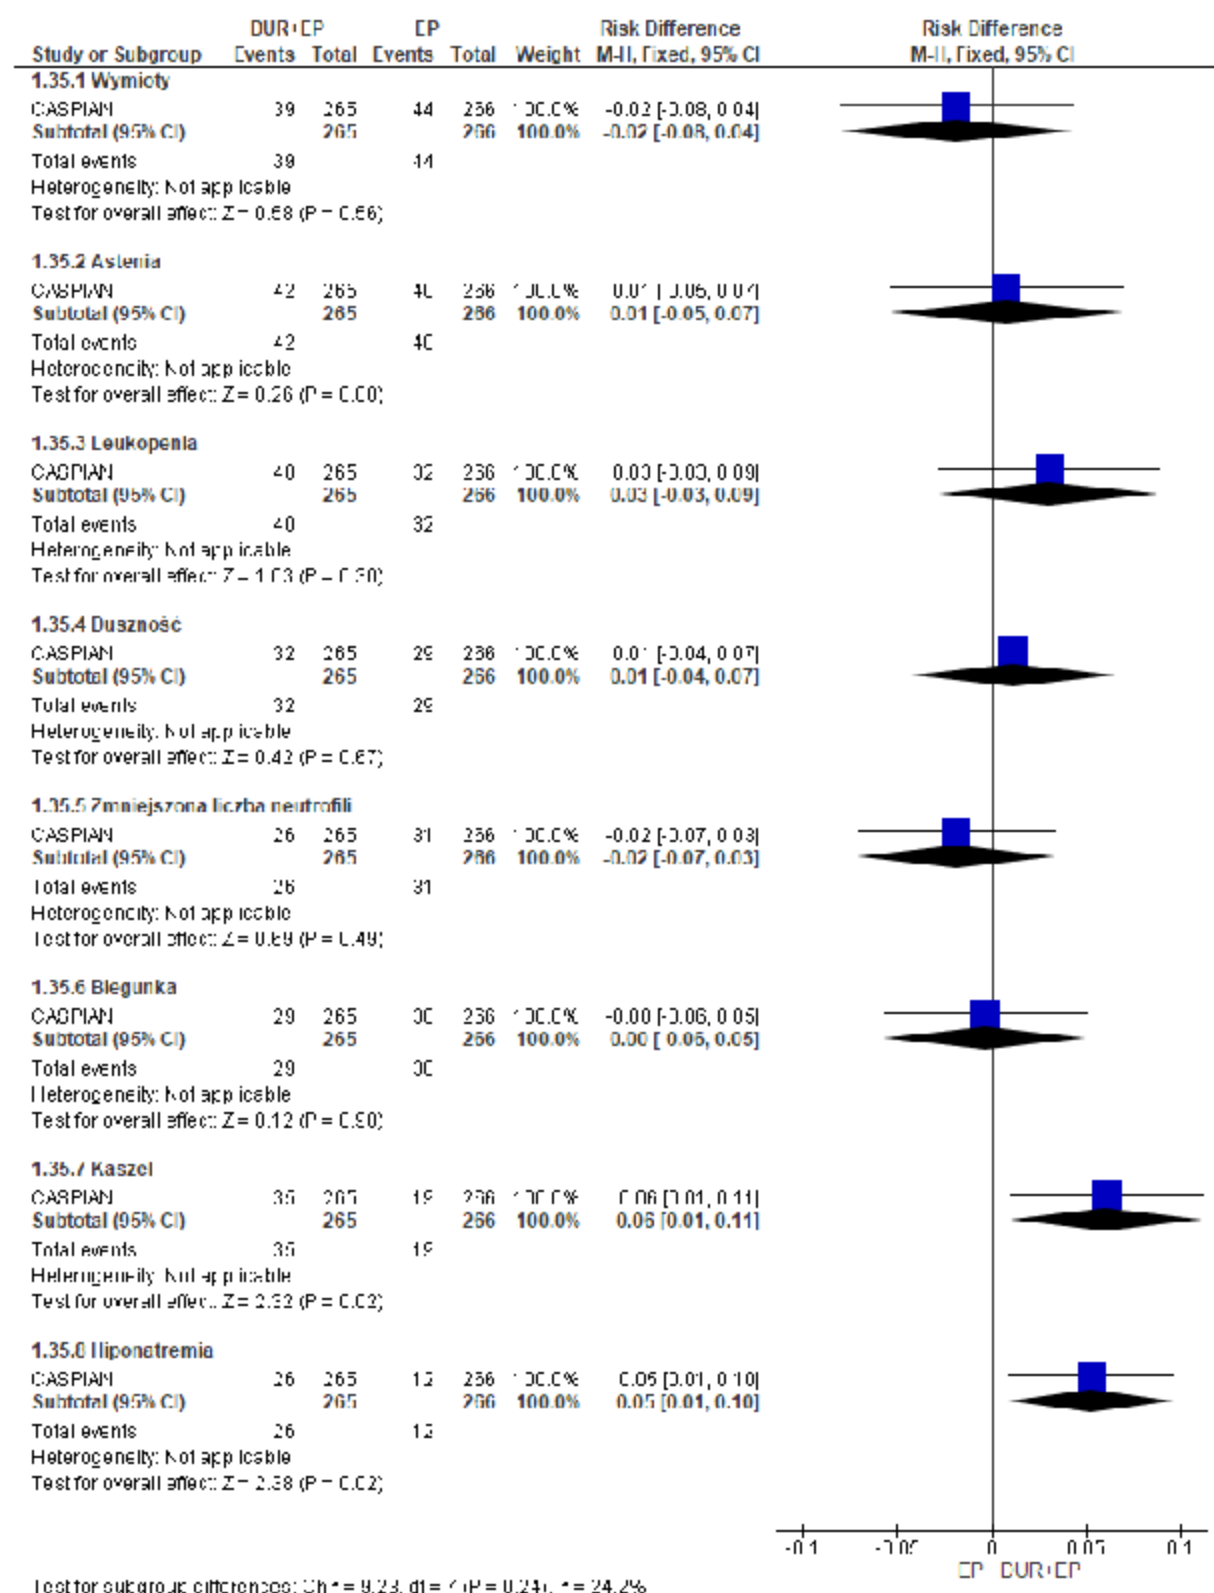 DUR+EP EP Risk Difference Risk Difference
Study or Subgroup Events Total Events Total Weight M-H, Fixed, 95% CI M-H, Fixed, 95% CI
1.35.1 Wymioty
CASPIAN 39 265 44 266 100.0% -0.02 [-0.08, 0.04]
Subtotal (95% CI) 265 266 100.0% -0.02 [-0.08, 0.04]
Total events 39 44
Heterogeneity: Not applicable
Test for overall effect: Z = 0.58 (P = 0.56)
1.35.2 Astenia
CASPIAN 42 265 40 266 100.0% 0.01 [-0.05, 0.07]
Subtotal (95% CI) 265 266 100.0% 0.01 [-0.05, 0.07]
Total events 42 40
Heterogeneity: Not applicable
Test for overall effect: Z = 0.26 (P =
1.35.3 Leukopenia
CASPIAN 40 265 32 266 100.0% 0.03 [-0.03, 0.09]
Subtotal (95% CI) 265 266 100.0% 0.03 [-0.03, 0.09]
Total events 40 32
Heterogeneity: Not applicable
Test for overall effect: Z = 1.03 (P = 0.30)
1.35.4 Duszność
CASPIAN 32 265 29 266 100.0% 0.01 [-0.04, 0.07]
Subtotal (95% CI) 265 266 100.0% 0.01 [-0.04, 0.07]
Total events 32 29
Heterogeneity: Not applicable
Test for overall effect: Z = 0.42 (P = 0.67)
1.35.5 Zmniejszona liczba neutrofili
CASPIAN 26 265 31 266 100.0% -0.02 [-0.07, 0.03]
Subtotal (95% CI) 265 266 100.0% -0.02 [-0.07, 0.03]
Total events 26 31
Heterogeneity: Not applicable
Test for overall effect: Z = 0.69 (P = 0.49)
1.35.6 Biegunka
CASPIAN 29 265 30 266 100.0% -0.00 [-0.06, 0.05]
Subtotal (95% CI) 265 266 100.0% -0.00 [-0.06, 0.05]
Total events 29 30
Heterogeneity: Not applicable
Test for overall effect: Z = 0.12 (P = 0.90)
1.35.7 Kaszel
CASPIAN 35 265 19 266 100.0% 0.06 [0.01, 0.11]
Subtotal (95% CI) 265 266 100.0% 0.06 [0.01, 0.11]
Total events 35 19
Heterogeneity: Not applicable
Test for overall effect: Z = 2.32 (P = 0.02)
1.35.8 Hiponatremia
CASPIAN 26 265 12 266 100.0% 0.05 [0.01, 0.10]
Subtotal (95% CI) 265 266 100.0% 0.05 [0.01, 0.10]
Total events 26 12
Heterogeneity: Not applicable
Test for overall effect: Z = 2.38 (P = 0.02)
-0.1 -0.05 0 0.05 0.1
EP DUR+EP
Test for subgroup differences: Chi² = 9.23, df = 7 (P = 0.24), I² = 24.2%